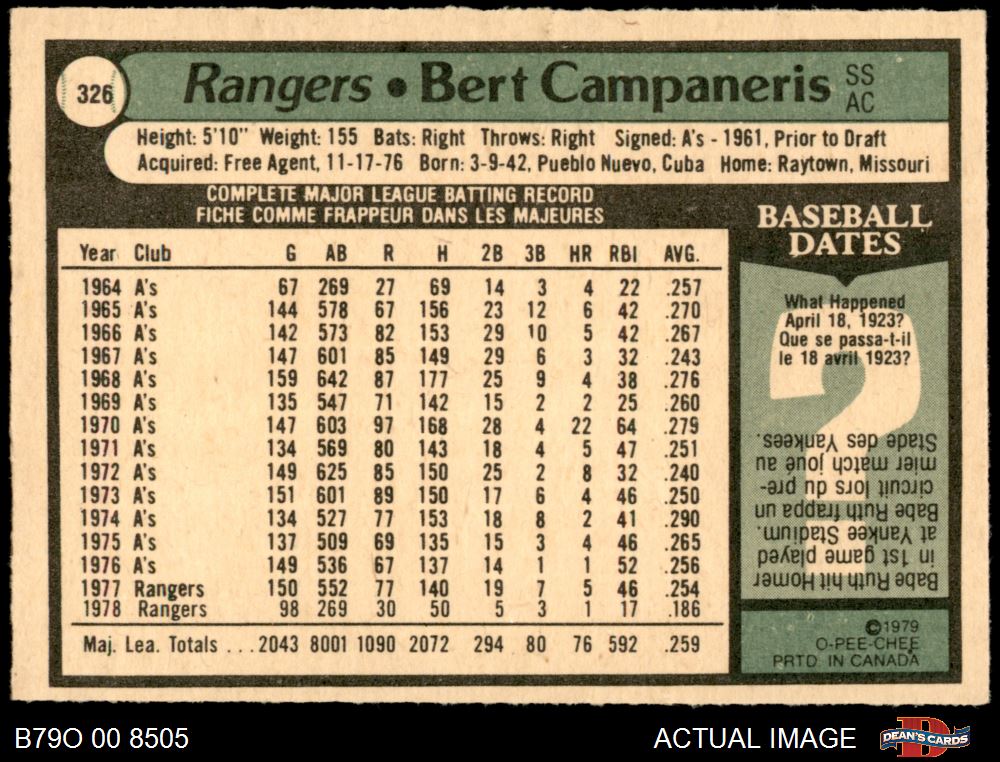 326
Rangers • Bert Campaneris SS AC
Height: 5'10" Weight: 155 Bats: Right Throws: Right Signed: A's - 1961, Prior to Draft
Acquired: Free Agent, 11-17-76 Born: 3-9-42, Pueblo Nuevo, Cuba Home: Raytown, Missouri
COMPLETE MAJOR LEAGUE BATTING RECORD
FICHE COMME FRAPPEUR DANS LES MAJEURES
Year Club G AB R H 2B 3B HR RBI AVG.
1964 A's 67 269 27 69 14 3 4 22 .257
1965 A's 144 578 67 156 23 12 6 42 .270
1966 A's 142 573 82 153 29 10 5 42 .267
1967 A's 147 601 85 149 29 6 3 32 .243
1968 A's 159 642 87 177 25 9 4 38 .276
1969 A's 135 547 71 142 15 2 2 25 .260
1970 A's 147 603 97 168 28 4 22 64 .279
1971 A's 134 569 80 143 18 4 5 47 .251
1972 A's 149 625 85 150 25 2 8 32 .240
1973 A's 151 601 89 150 17 6 4 46 .250
1974 A's 134 527 77 153 18 8 2 41 .290
1975 A's 137 509 69 135 15 3 4 46 .265
1976 A's 149 536 67 137 14 1 1 52 .256
1977 Rangers 150 552 77 140 19 7 5 46 .254
1978 Rangers 98 269 30 50 5 3 1 17 .186
Maj. Lea. Totals ...2043 8001 1090 2072 294 80 76 592 .259
BASEBALL
DATES
What Happened
April 18, 1923?
Que se passa-t-il
le 18 avril 1923?
Babe Ruth hit Homer
in 1st game played
at Yankee Stadium.
Babe Ruth frappa un
circuit lors du pre-
mier match joué au
Stade des Yankees.
©1979
O-PEE-CHEE
PRTD. IN CANADA
B79O 00 8505
ACTUAL IMAGE
D
DEAN'S CARDS